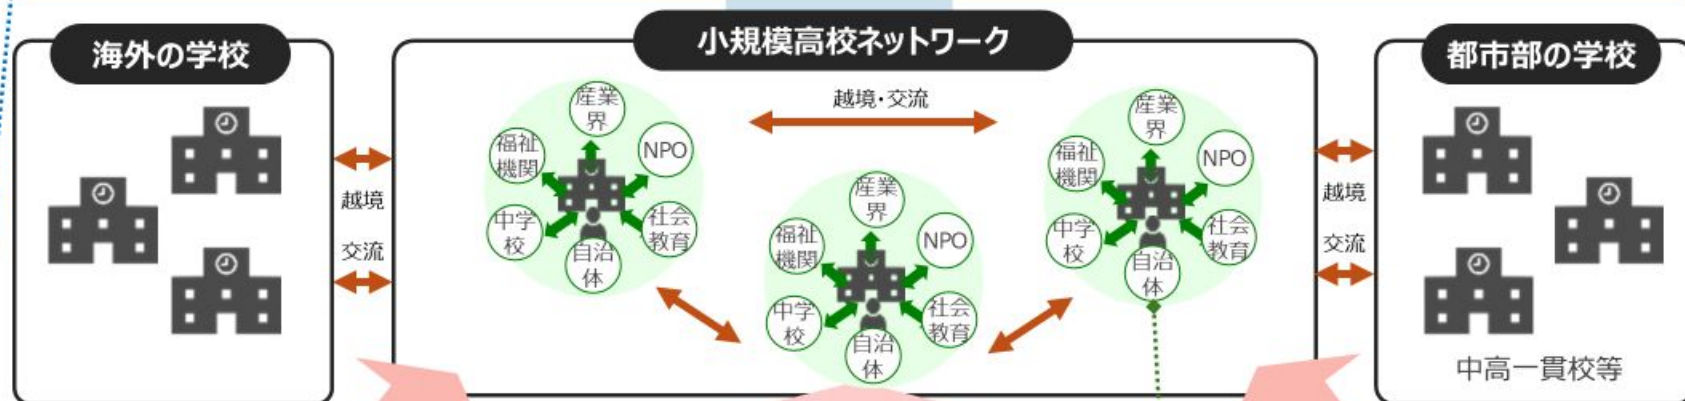 海外の学校
越境
交流
小規模高校ネットワーク
越境・交流
産業
界
福祉
機関
NPO
中学
校
社会
教育
自治
体
産業
界
福祉
機関
NPO
中学
校
社会
教育
自治
体
産業
界
福祉
機関
NPO
中学
校
社会
教育
自治
体
越境
交流
都市部の学校
中高一貫校等